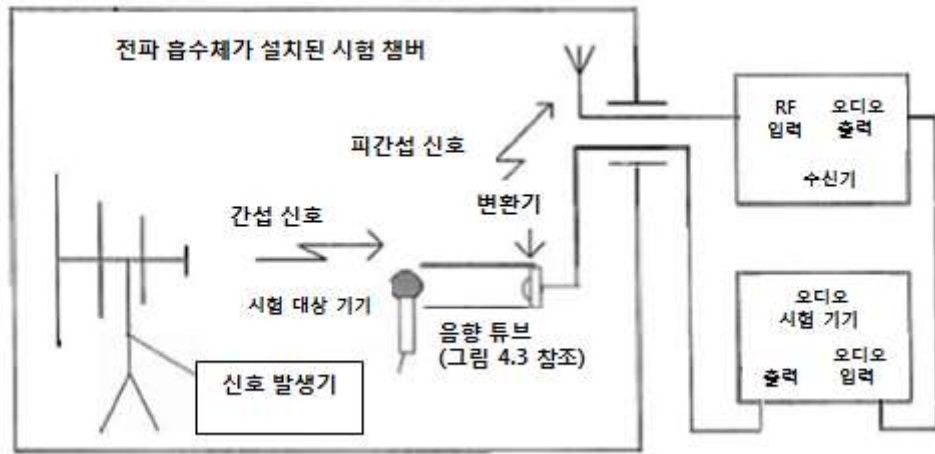 전파 흡수체가 설치된 시험 챔버
피간섭 신호
RF
입력
오디오
출력
수신기
간섭 신호
변환기
시험 대상 기기
음향 튜브
(그림 4.3 참조)
신호 발생기
오디오
시험 기기
출력
오디오
입력